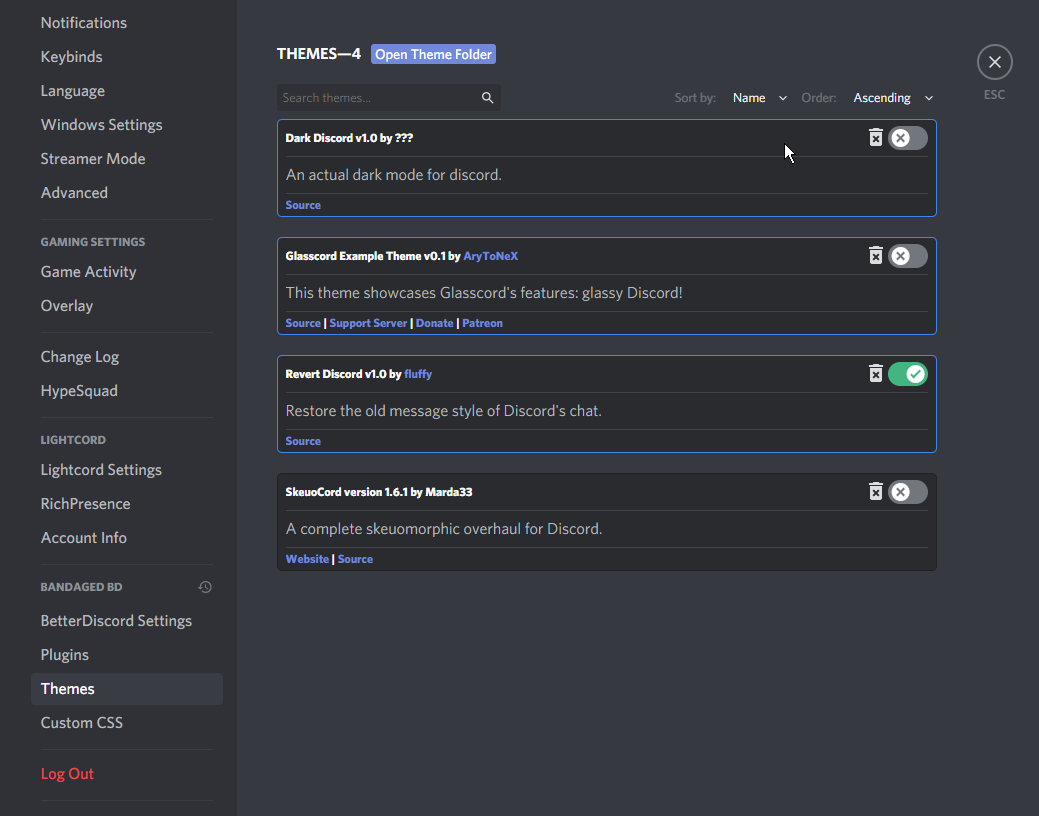 Notifications
Keybinds
Language
Windows Settings
Streamer Mode
Advanced
GAMING SETTINGS
Game Activity
Overlay
Change Log
HypeSquad
LIGHTCORD
Lightcord Settings
RichPresence
Account Info
BANDAGED BD
BetterDiscord Settings
Plugins
Themes
Custom CSS
Log Out
THEMES—4 Open Theme Folder
Search themes... Sort by: Name Order: Ascending
ESC
Dark Discord v1.0 by ???
An actual dark mode for discord.
Source
Glasscord Example Theme v0.1 by AryToNeX
This theme showcases Glasscord's features: glassy Discord!
Source | Support Server | Donate | Patreon
Revert Discord v1.0 by fluffy
Restore the old message style of Discord's chat.
Source
SkeuoCord version 1.6.1 by Marda33
A complete skeuomorphic overhaul for Discord.
Website | Source